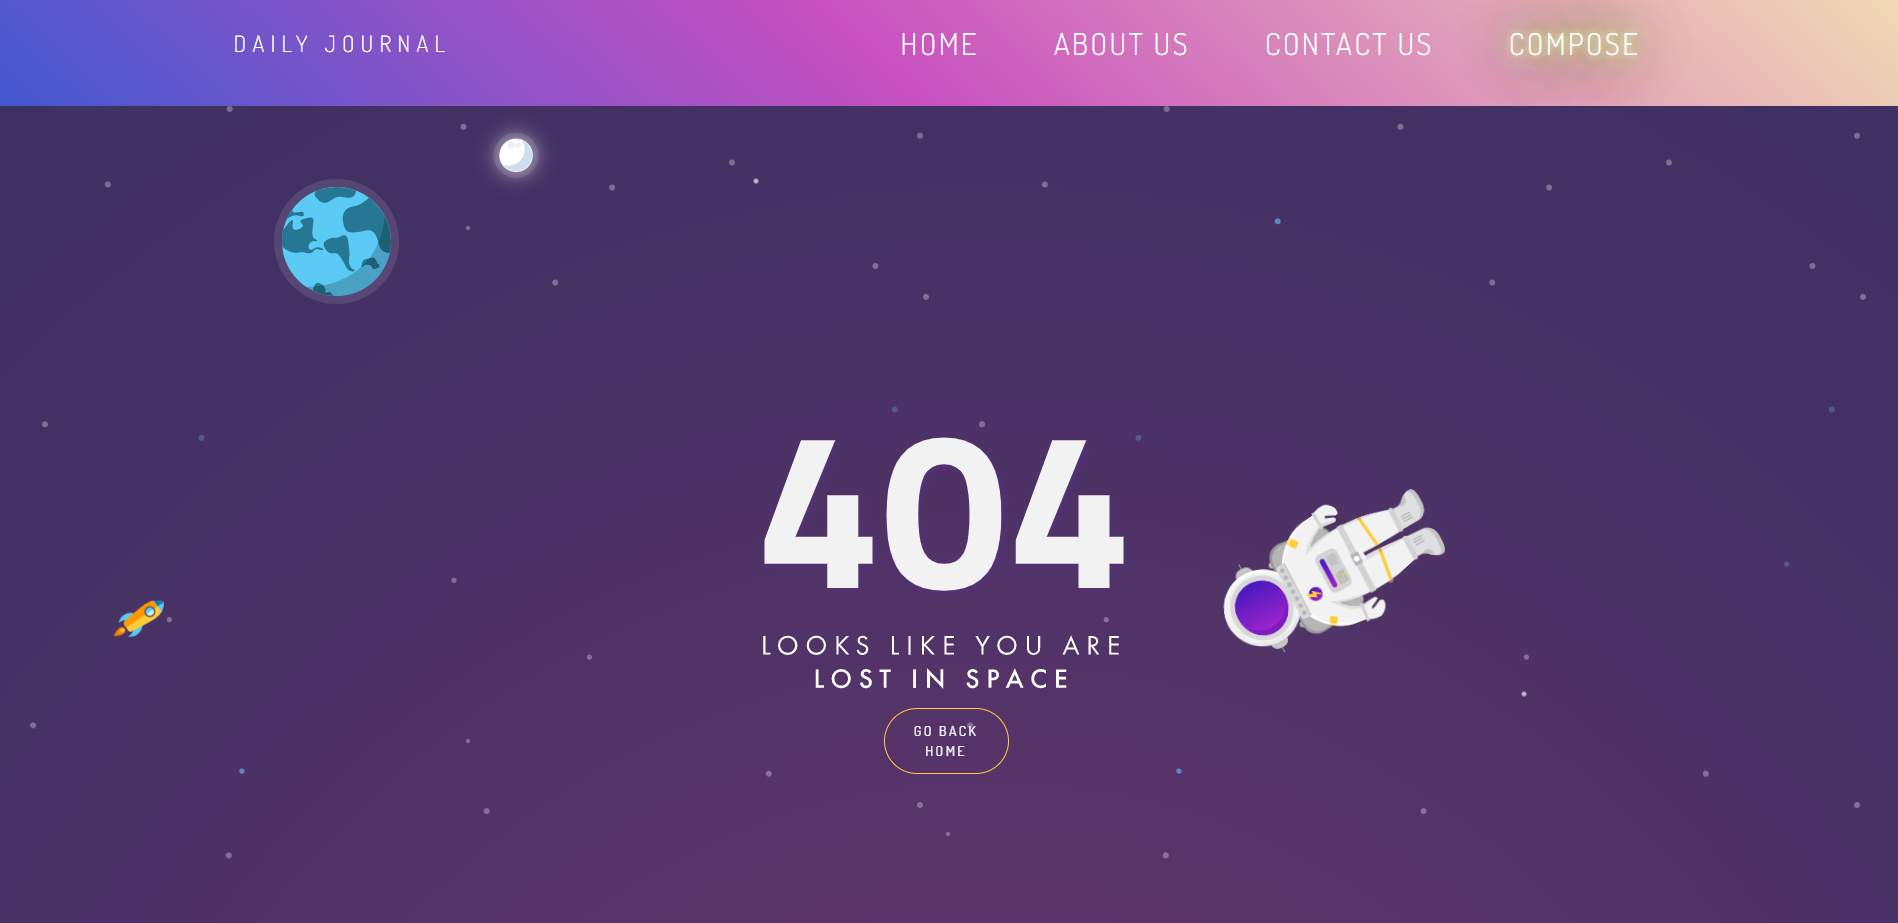 DAILY JOURNAL
HOME
ABOUT US
CONTACT US
COMPOSE
404
LOOKS LIKE YOU ARE
LOST IN SPACE
GO BACK
HOME